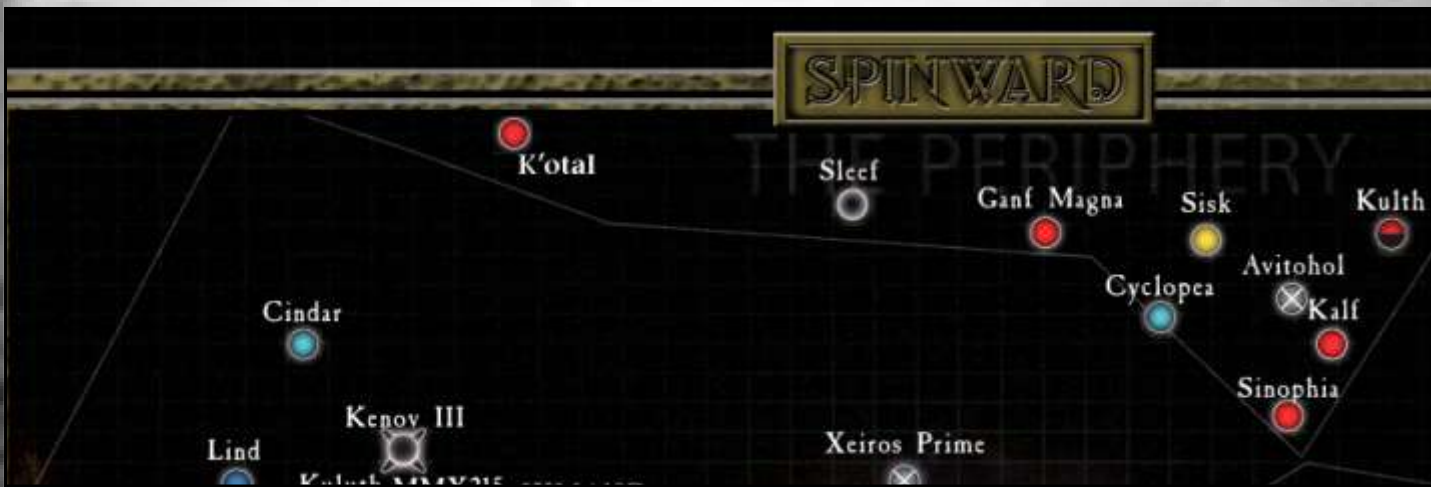 SPINWARD
THE PERIPHERY
K'otal
Sleef
Ganf Magna
Sisk
Kulth
Avitohol
Cyclopea
Kalf
Cindar
Sinophia
Kenov III
Xeiros Prime
Lind